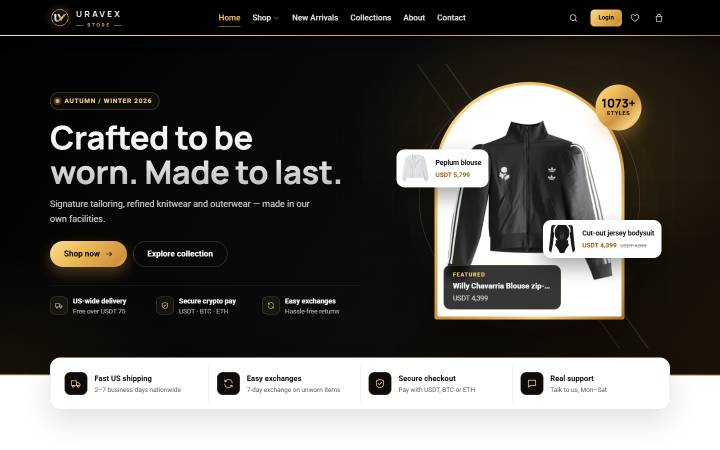 URAVEX
STORE
Home
Shop
New Arrivals
Collections
About
Contact
Login
AUTUMN / WINTER 2026
Crafted to be
worn. Made to last.
Signature tailoring, refined knitwear and outerwear — made in our
own facilities.
Shop now →
Explore collection
US-wide delivery
Free over USDT 75
Secure crypto pay
USDT · BTC · ETH
Easy exchanges
Hassle-free returns
1073+
STYLES
Peplum blouse
USDT 5,799
Cut-out jersey bodysuit
USDT 4,399
FEATURED
Willy Chavarria Blouse zip-...
USDT 4,399
Fast US shipping
2–7 business days nationwide
Easy exchanges
7-day exchange on unworn items
Secure checkout
Pay with USDT, BTC or ETH
Real support
Talk to us, Mon–Sat